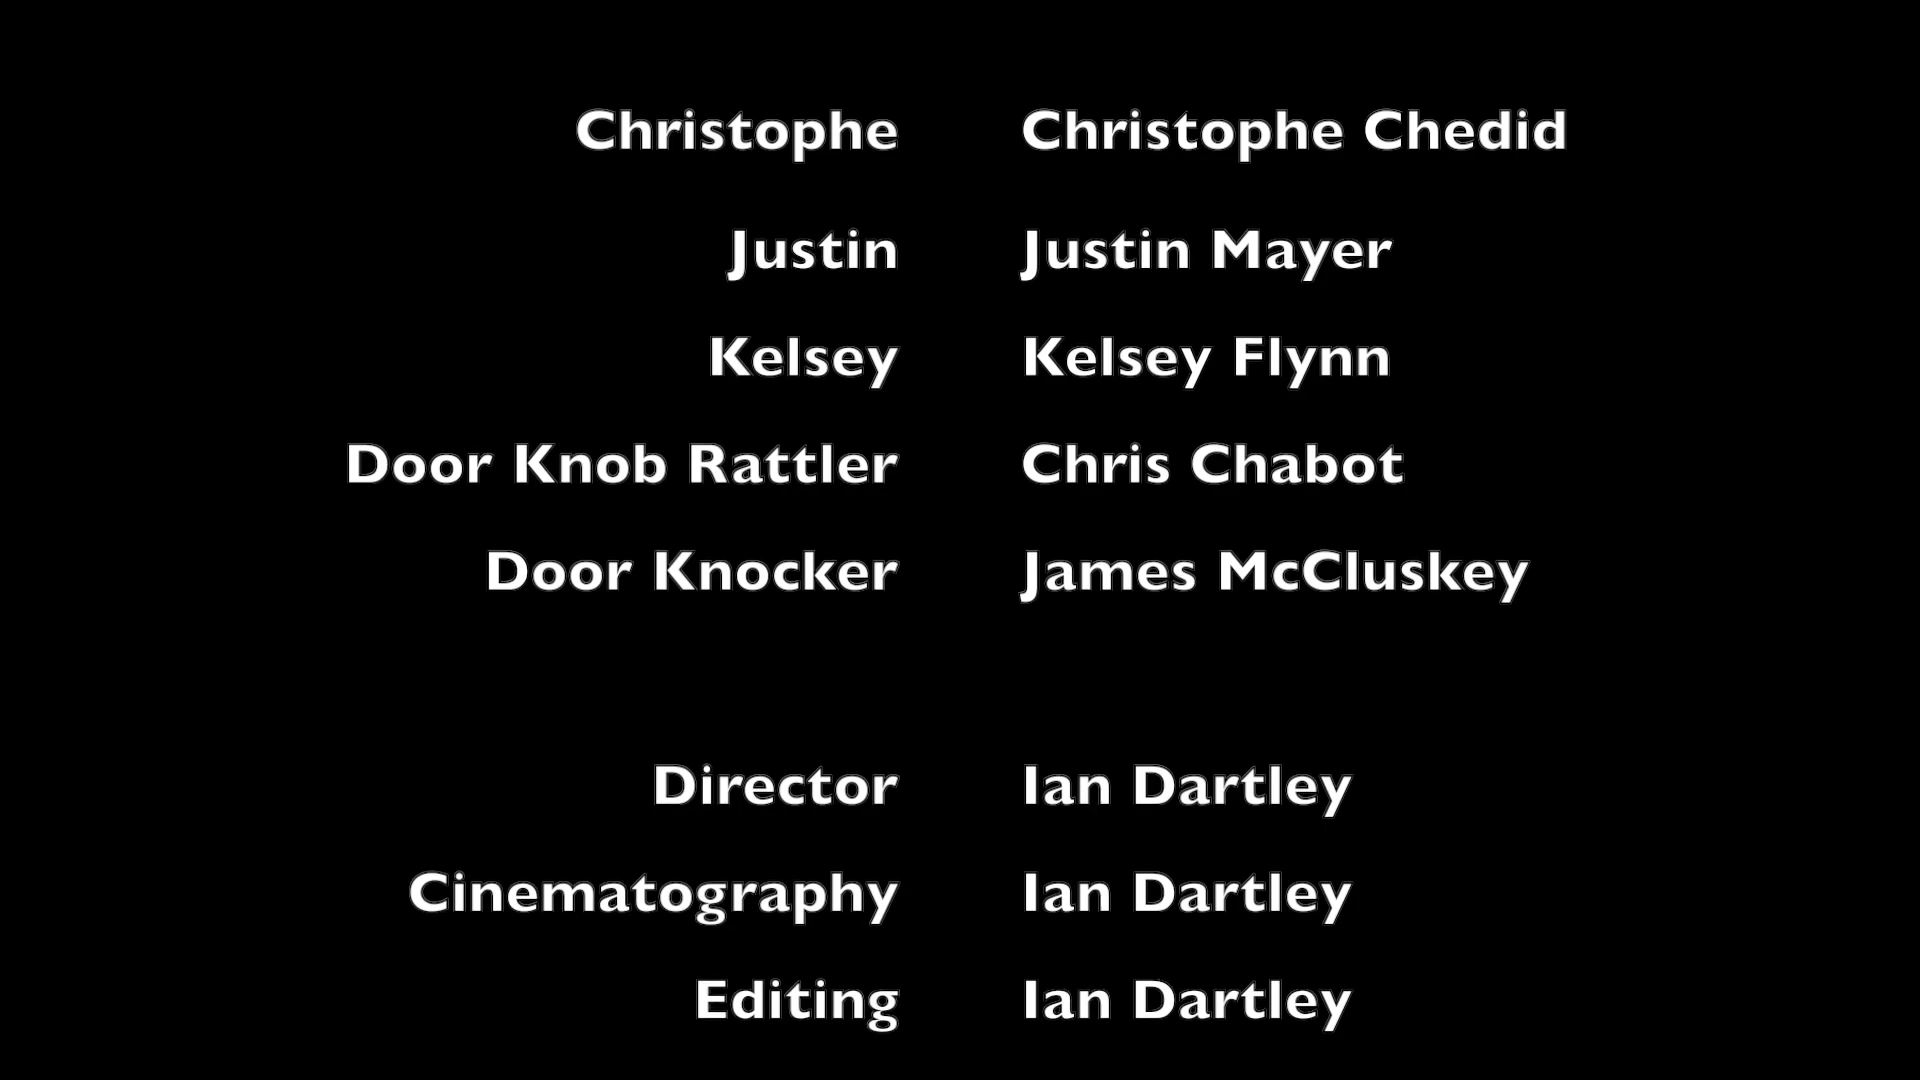 Christophe Christophe Chedid
Justin Justin Mayer
Kelsey Kelsey Flynn
Door Knob Rattler Chris Chabot
Door Knocker James McCluskey
Director Ian Dartley
Cinematography Ian Dartley
Editing Ian Dartley